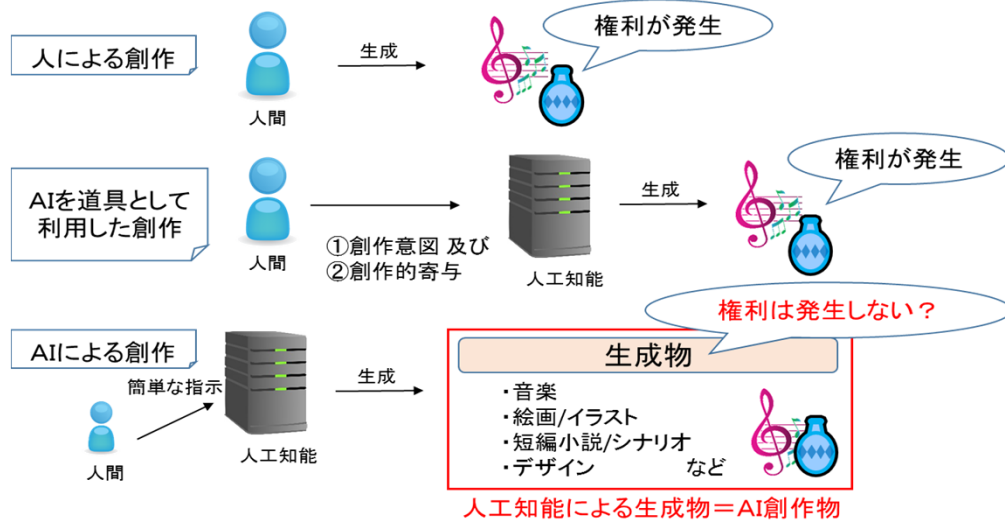 人による創作
人間
生成
権利が発生
AIを道具として
利用した創作
人間
①創作意図 及び
②創作的寄与
人工知能
生成
権利が発生
AIによる創作
簡単な指示
人間
人工知能
生成
権利は発生しない？
生成物
・音楽
・絵画/イラスト
・短編小説/シナリオ
・デザイン など
人工知能による生成物＝AI創作物